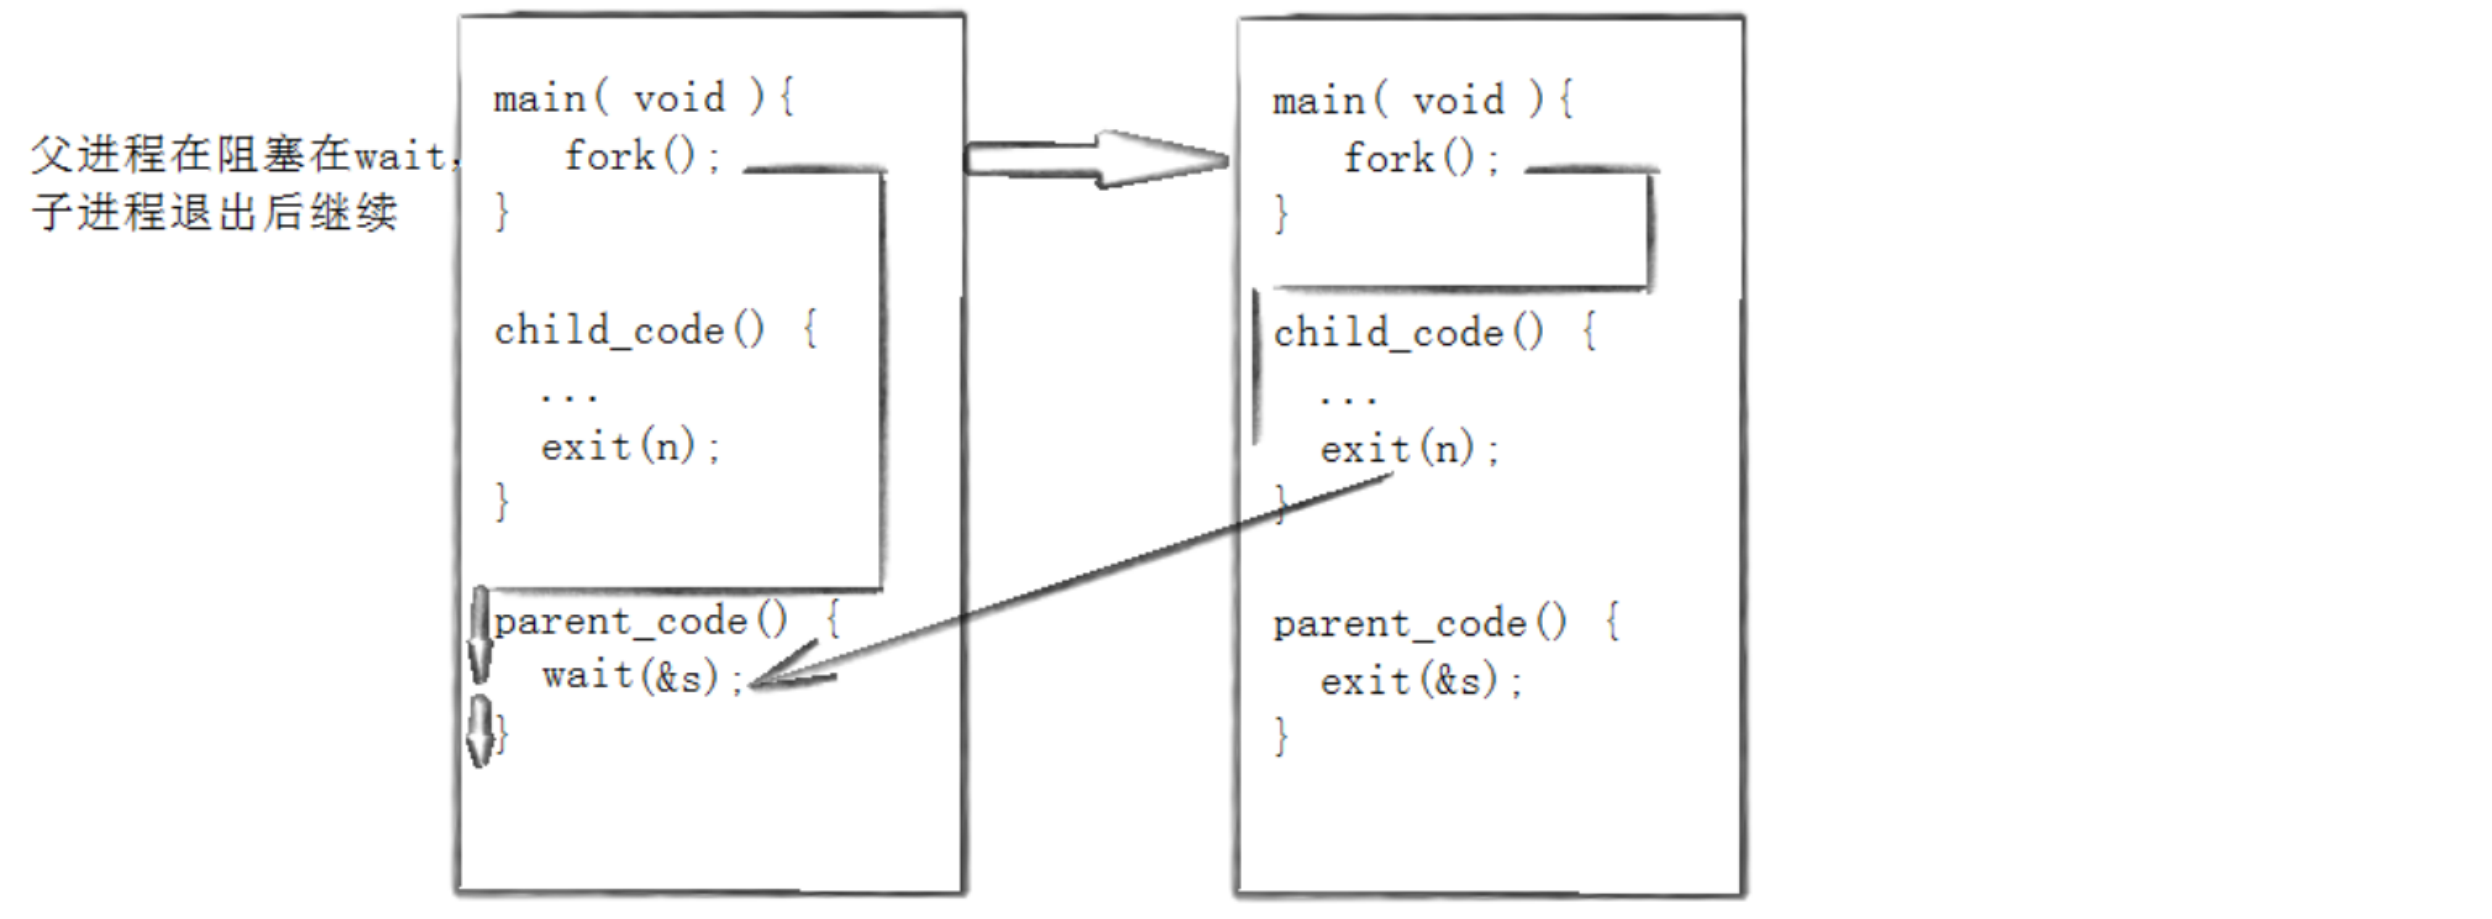 父进程在阻塞在wait,
子进程退出后继续
main( void ){
fork();
}
child_code() {
...
exit(n);
}
parent_code() {
wait(&s);
}
main( void ){
fork();
}
child_code() {
...
exit(n);
}
parent_code() {
exit(&s);
}